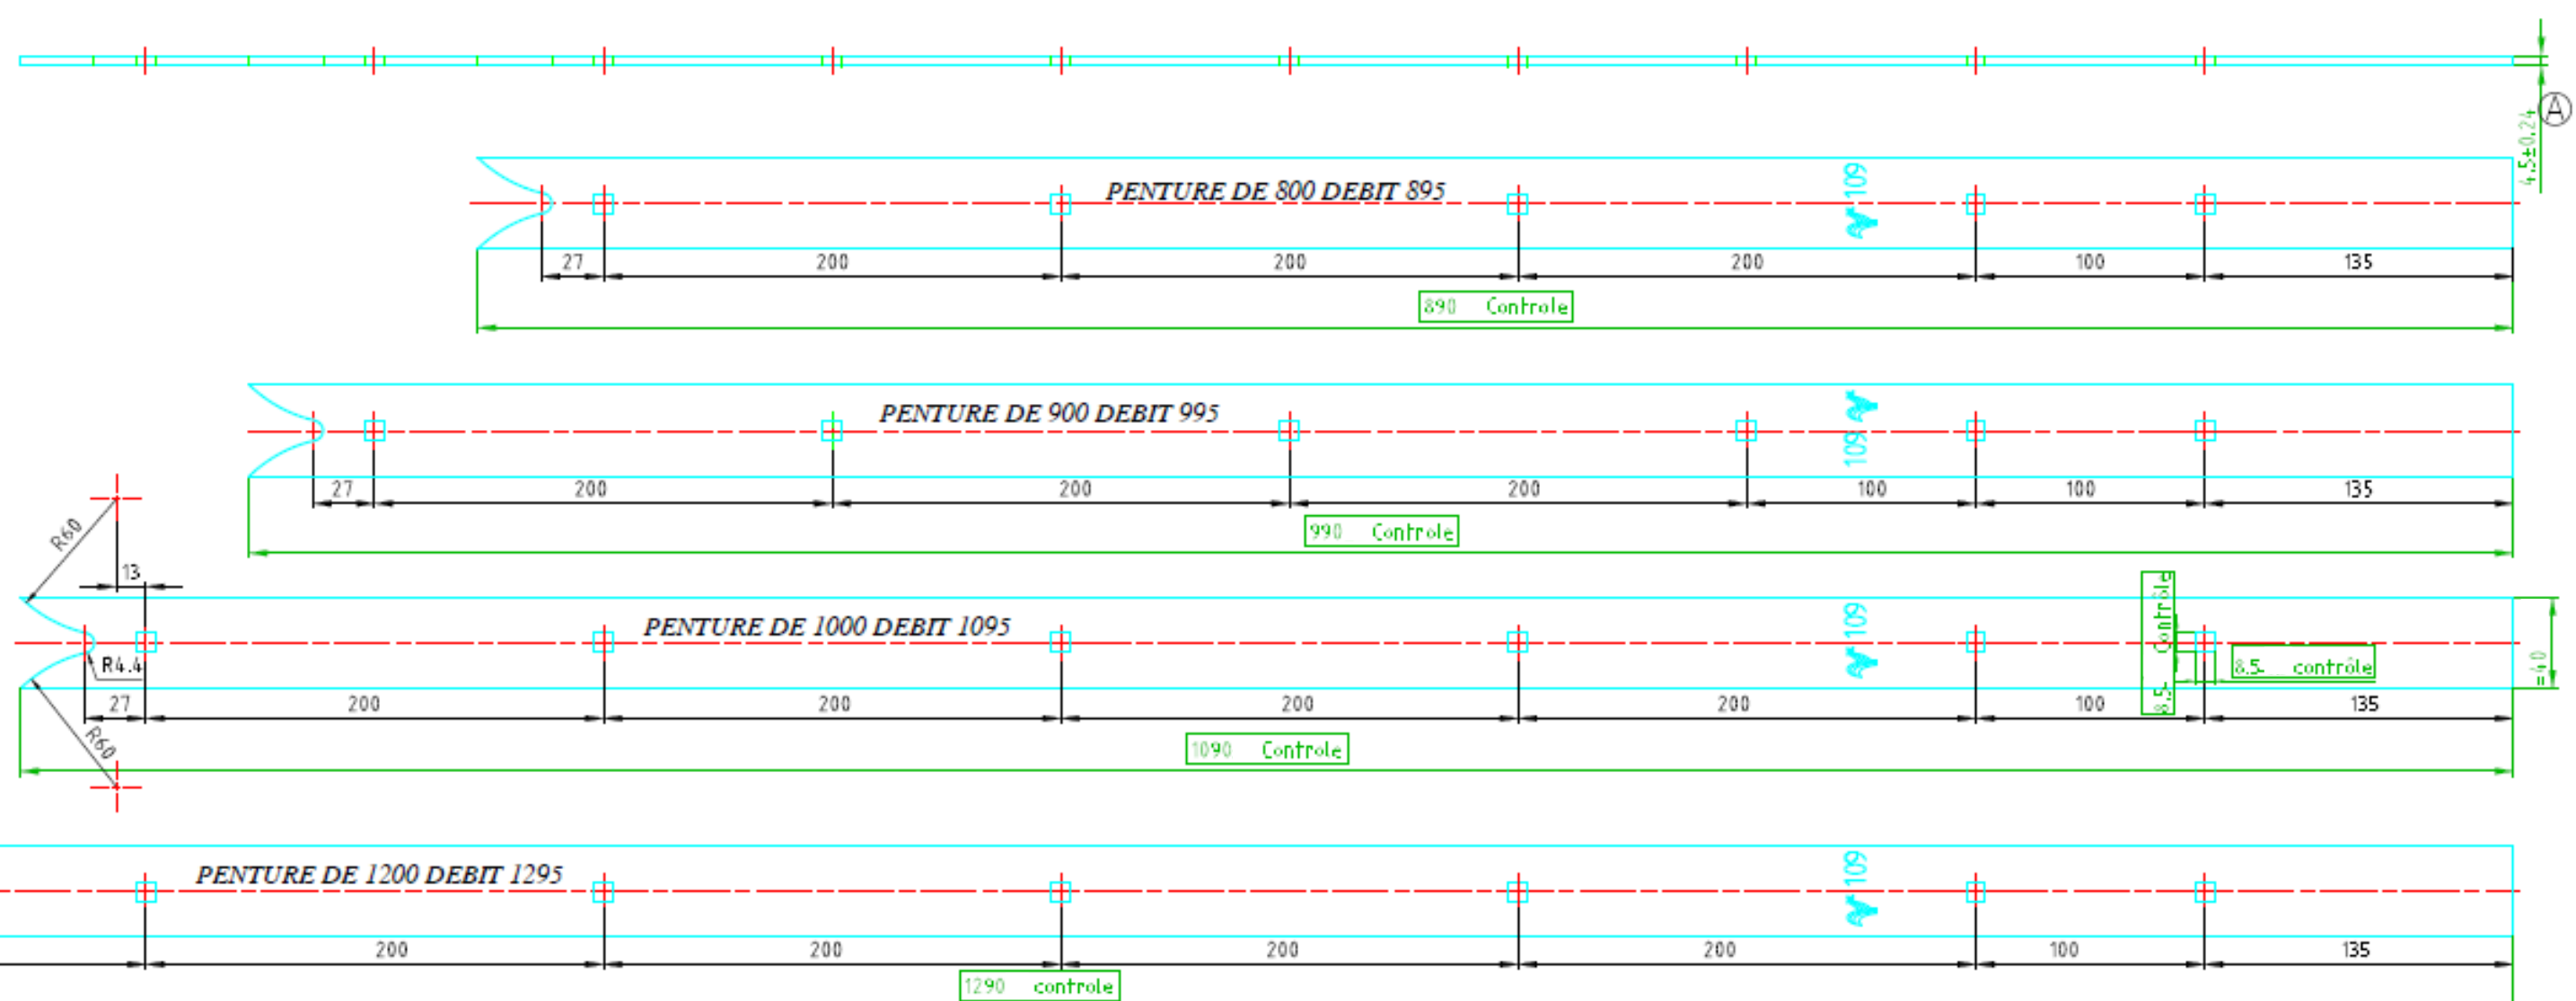 A
4.5±0.24
PENTURE DE 800 DEBIT 895
109
27 200 200 200 100 135
890 Controle
PENTURE DE 900 DEBIT 995
109
27 200 200 200 100 100 135
990 Controle
R60
13
PENTURE DE 1000 DEBIT 1095
109
8.5- Contrôle
8.5- contrôle
=40
R4.4
27 200 200 200 200 100 135
R60
1090 Controle
PENTURE DE 1200 DEBIT 1295
109
200 200 200 200 100 135
1290 controle